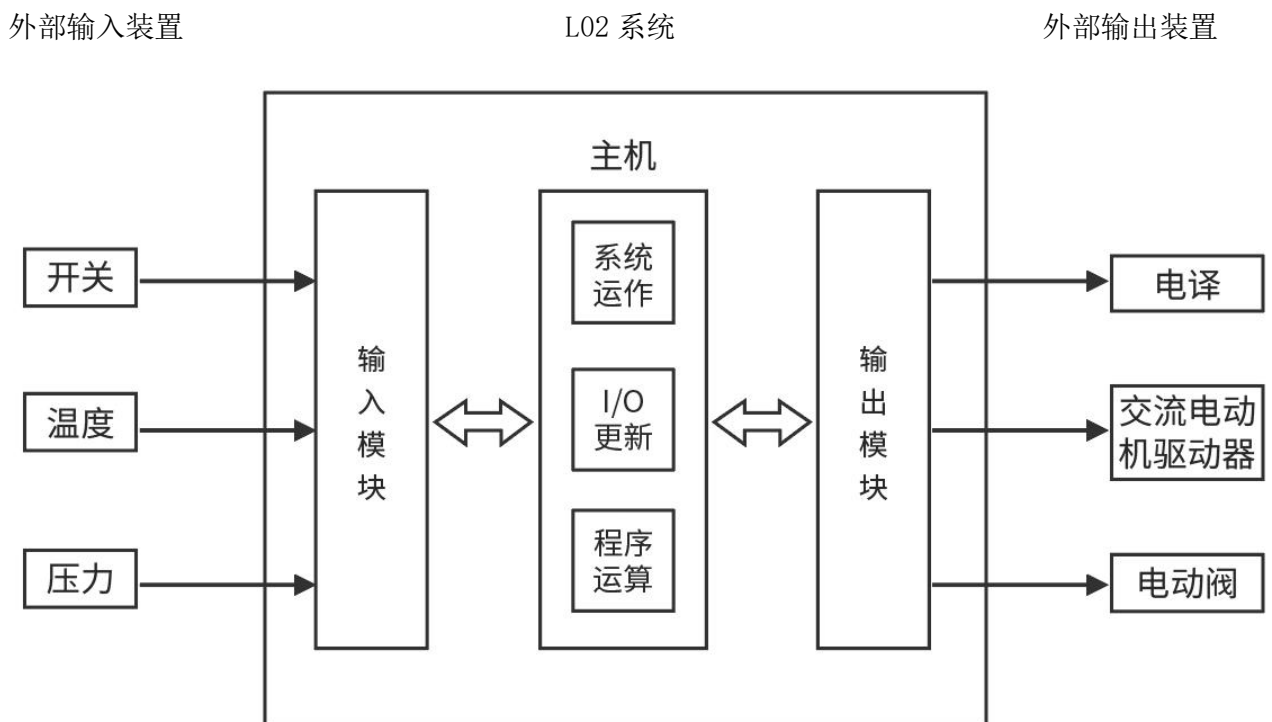 外部输入装置
L02 系统
外部输出装置
主机
开关
温度
压力
输
入
模
块
系统
运作
I/O
更新
程序
运算
输
出
模
块
电译
交流电动
机驱动器
电动阀